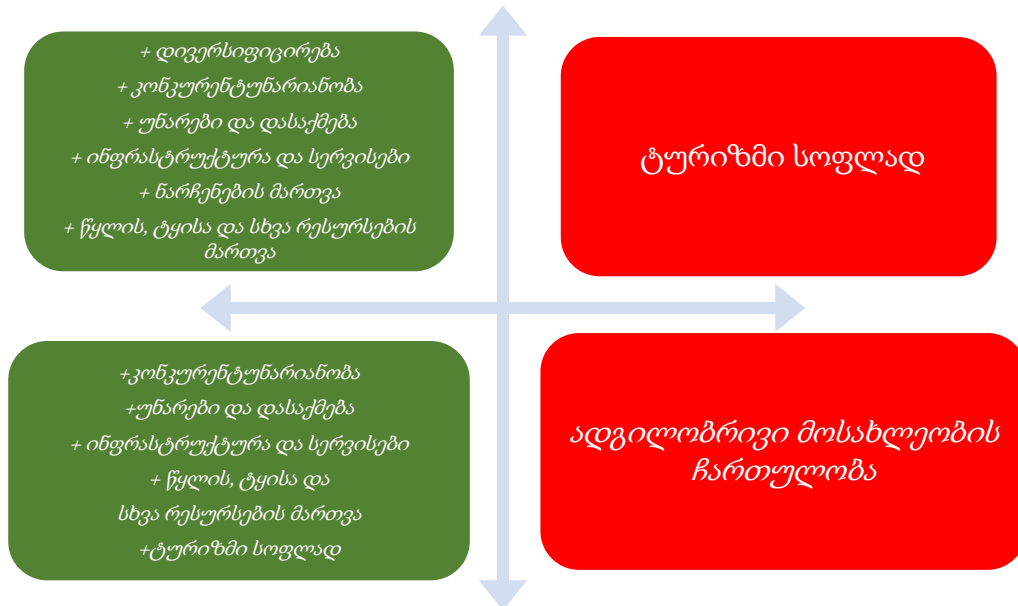 + დივერსიფიცირება
+ კონკურენტუნარიანობა
+ უნარები და დასაქმება
+ ინფრასტრუქტურა და სერვისები
+ ნარჩენების მართვა
+ წყლის, ტყისა და სხვა რესურსების
მართვა
ტურიზმი სოფლად
+კონკურენტუნარიანობა
+უნარები და დასაქმება
+ ინფრასტრუქტურა და სერვისები
+ წყლის, ტყისა და
სხვა რესურსების მართვა
+ტურიზმი სოფლად
ადგილობრივი მოსახლეობის
ჩართულობა